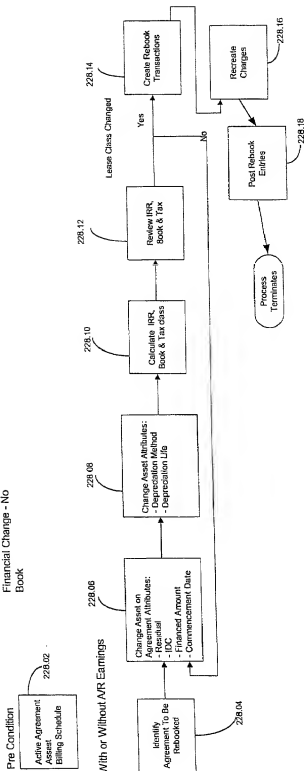 Financial Change - No
Book
Pre Condition
228.02
Active Agreement
Assest
Billing Schedule
With or Without A/R Earnings
228.04
Identify
Agreement To Be
Rebooked
228.06
Change Asset on
Agreement Attributes:
- Residual
- IDC
- Financed Amount
- Commencement Date
228.08
Change Asset Attributes:
- Depreciation Method
- Depreciation Life
228.10
Calculate IRR,
Book & Tax class
228.12
Review IRR,
Book & Tax
Lease Class Changed
Yes
No
228.14
Create Rebook
Transactions
228.16
Recreate
Charges
228.18
Post Rebook
Entries
Process
Terminates